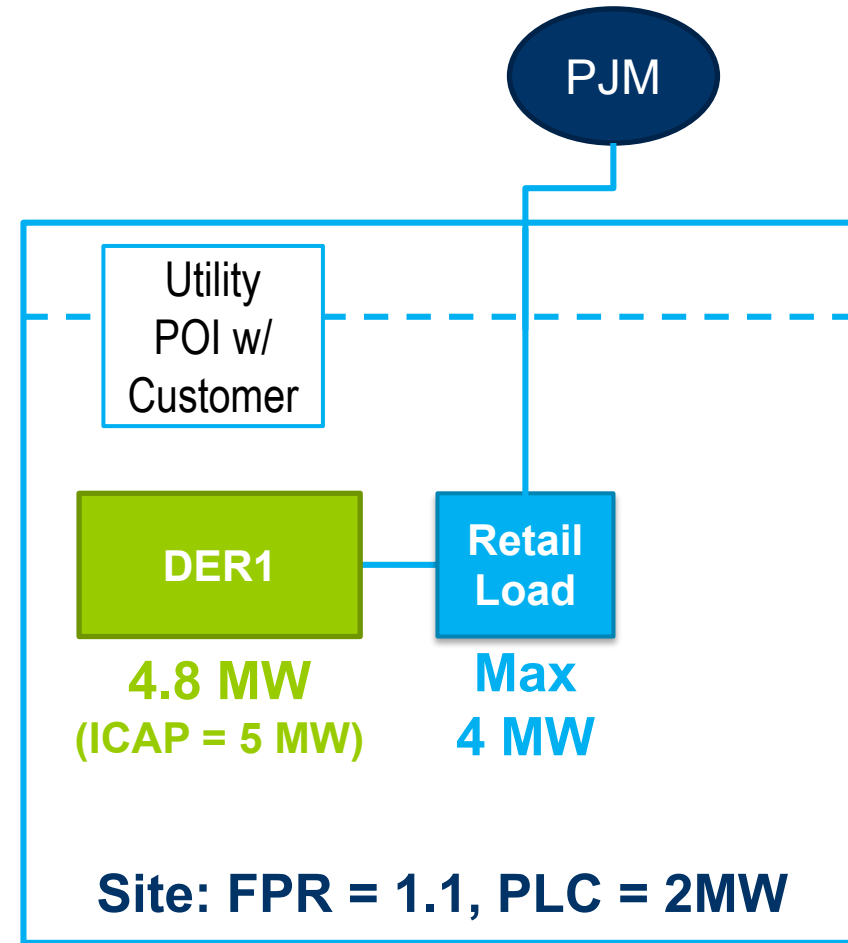 PJM
Utility
POI w/
Customer
DER1
Retail
Load
4.8 MW
(ICAP = 5 MW)
Max
4 MW
Site: FPR = 1.1, PLC = 2MW